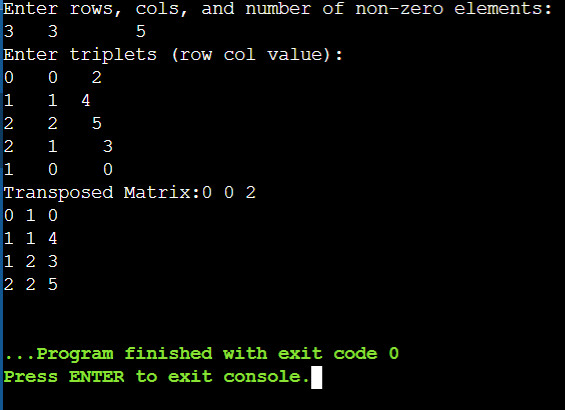 Enter rows, cols, and number of non-zero elements:
3   3       5
Enter triplets (row col value):
0   0   2
1   1  4
2   2   5
2   1    3
1   0    0
Transposed Matrix:0 0 2
0 1 0
1 1 4
1 2 3
2 2 5
...Program finished with exit code 0
Press ENTER to exit console.